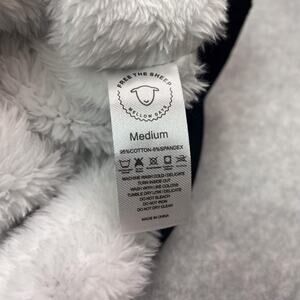 FREE THE SHEEP
MELLOW DAYS
Medium
95%COTTON-5%SPANDEX
MACHINE WASH COLD / DELICATE
TURN INSIDE OUT
WASH WITH LIKE COLORS
TUMBLE DRY LOW / DELICATE
DO NOT BLEACH
DO NOT IRON
DO NOT DRY CLEAN
MADE IN CHINA